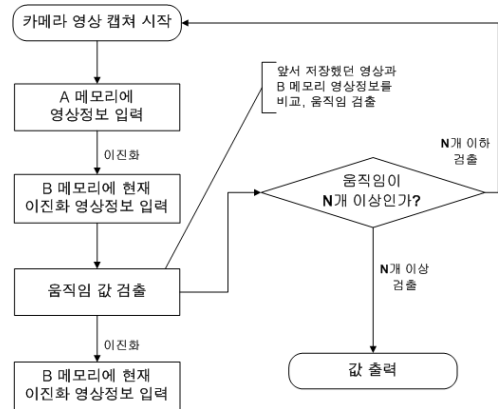 카메라 영상 캡쳐 시작
A 메모리에
영상정보 입력
이진화
B 메모리에 현재
이진화 영상정보 입력
움직임 값 검출
이진화
B 메모리에 현재
이진화 영상정보 입력
앞서 저장했던 영상과
B 메모리 영상정보를
비교, 움직임 검출
움직임이
N개 이상인가?
N개 이하
검출
N개 이상
검출
값 출력